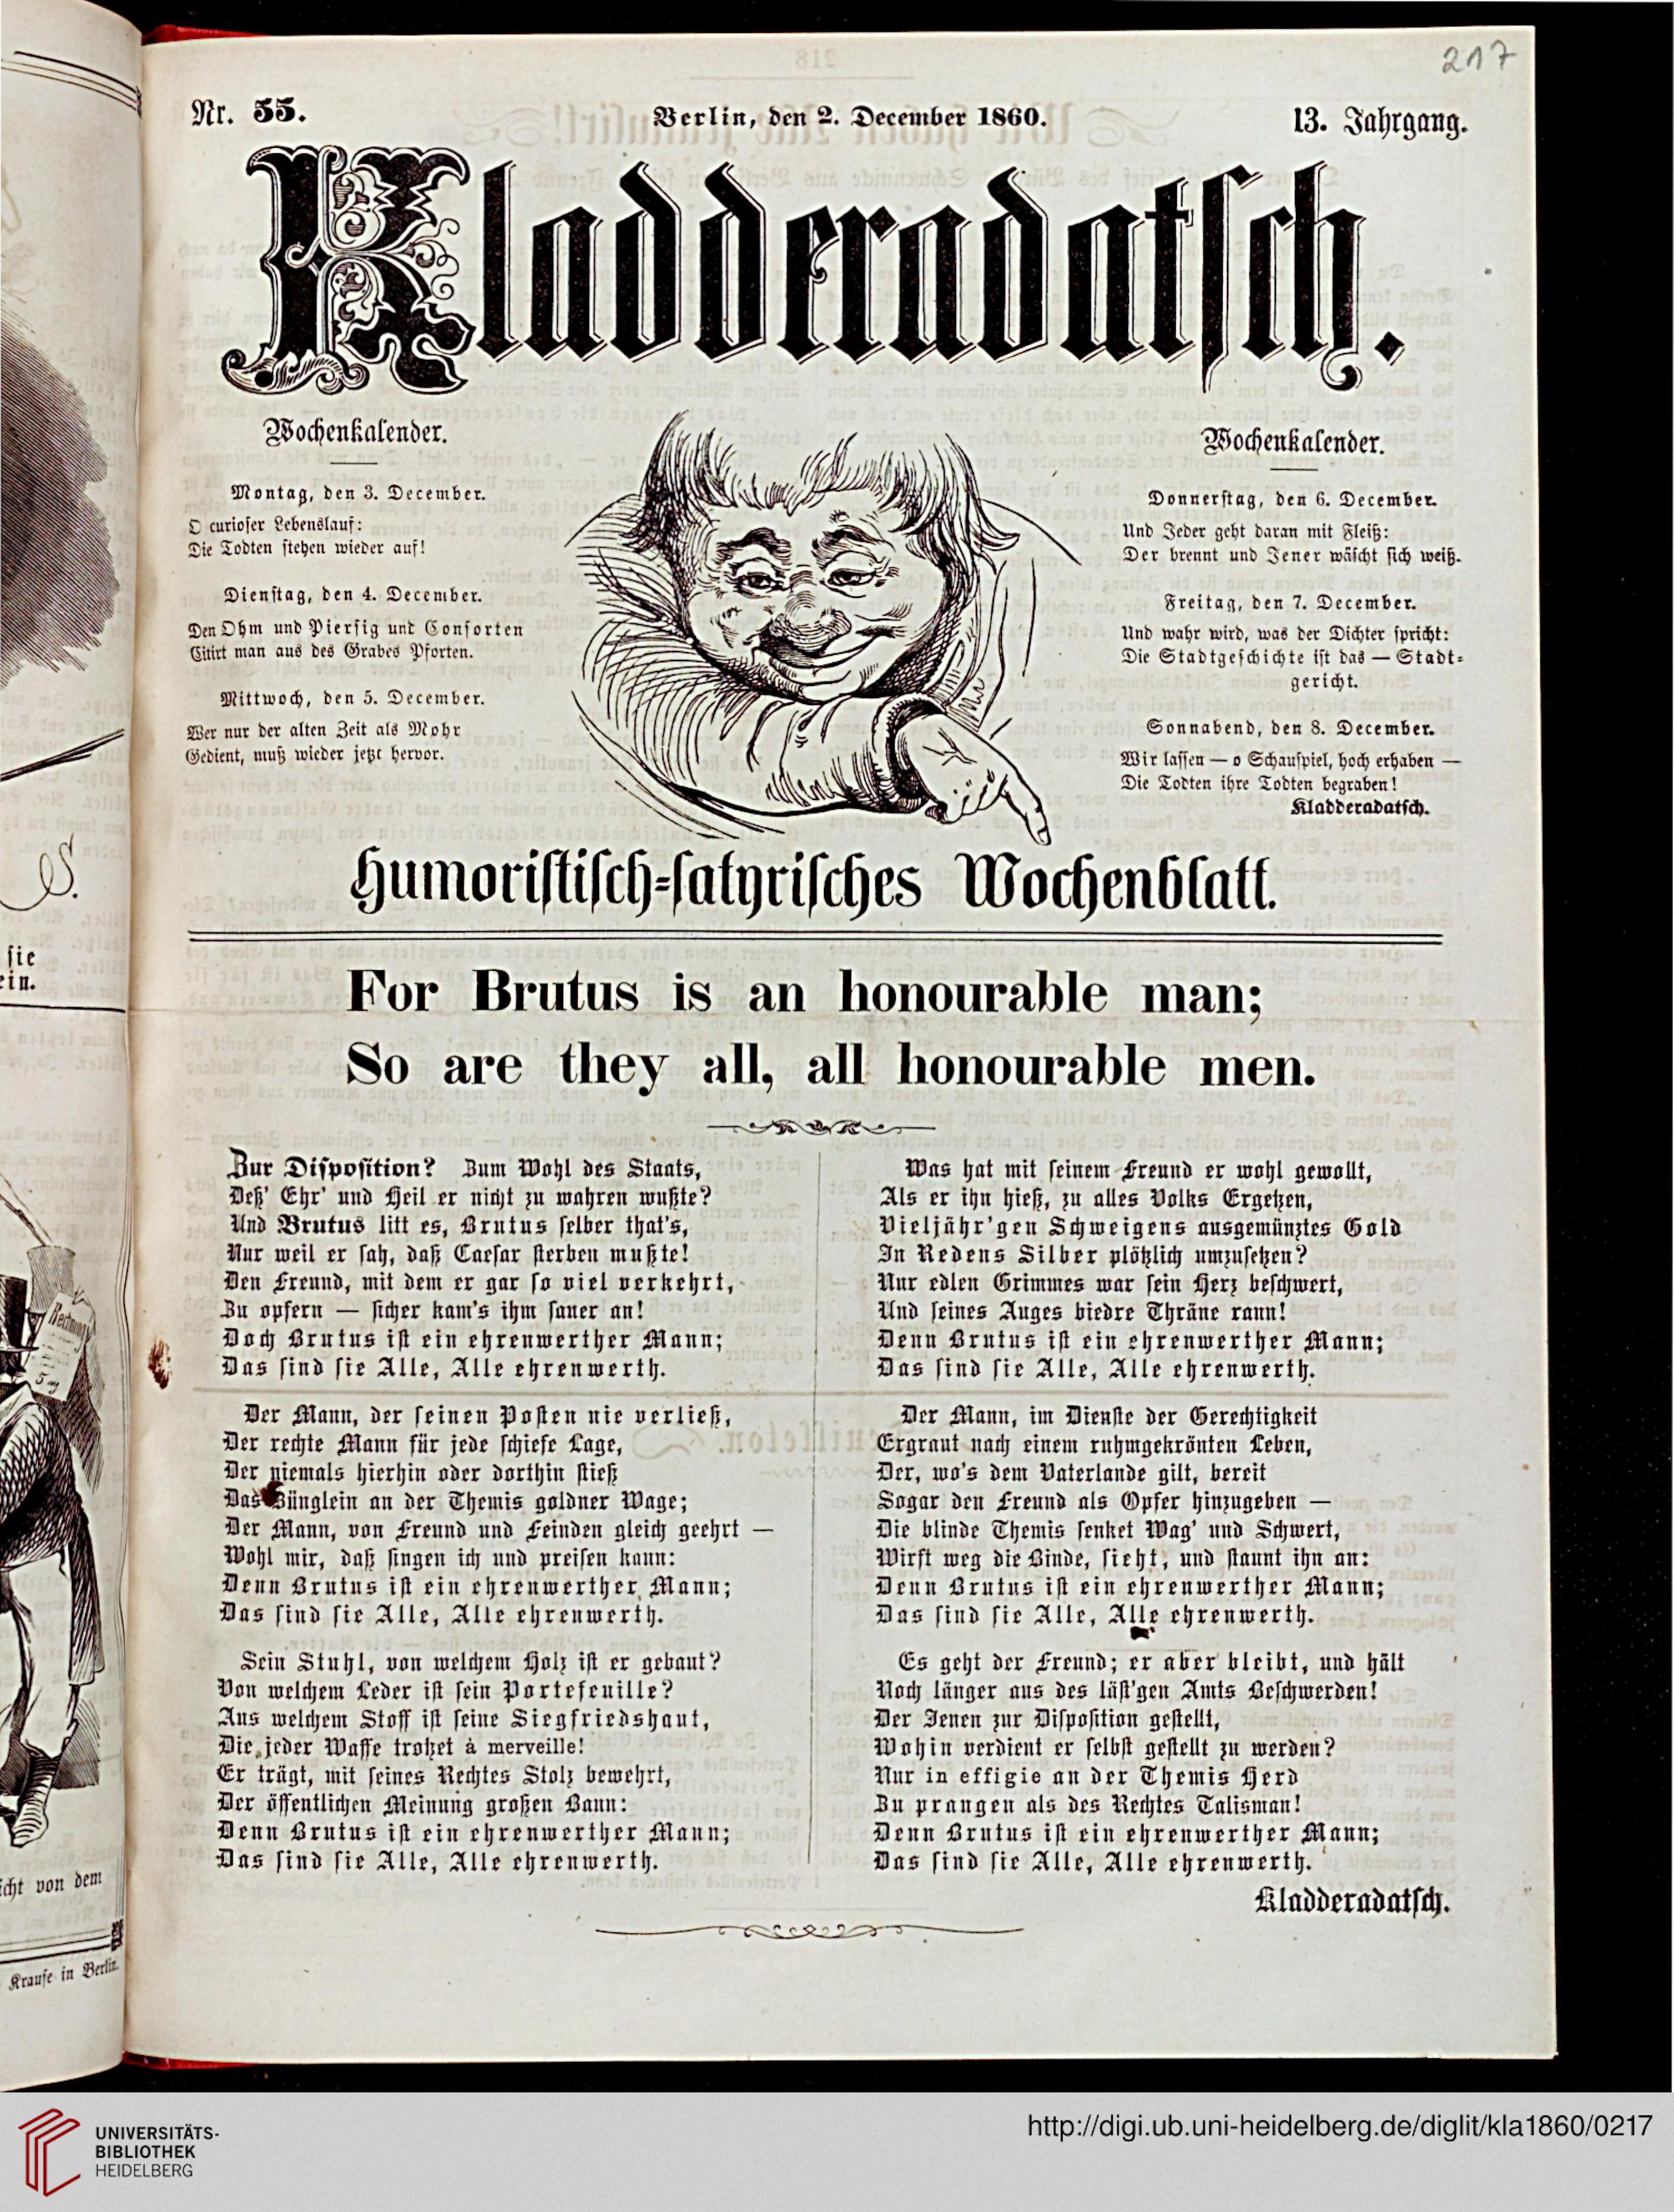 217
Nr. 55.
Berlin, den 2. December 1860.
13. Jahrgang.
Kladderadatsch.
Wochenkalender.
Montag, den 3. December.
O curioser Lebenslauf:
Die Todten stehen wieder auf!
Dienstag, den 4. December.
Den Ohm und Piersig und Consorten
Citirt man aus des Grabes Pforten.
Mittwoch, den 5. December.
Wer nur der alten Zeit als Mohr
Gedient, muß wieder jetzt hervor.
Wochenkalender.
Donnerstag, den 6. December.
Und Jeder geht daran mit Fleiß:
Der brennt und Jener wäscht sich weiß.
Freitag, den 7. December.
Und wahr wird, was der Dichter spricht:
Die Stadtgeschichte ist das — Stadt-
gericht.
Sonnabend, den 8. December.
Wir lassen — o Schauspiel, hoch erhaben —
Die Todten ihre Todten begraben!
Kladderadatsch.
Humoristisch-satyrisches Wochenblatt.
For Brutus is an honourable man;
So are they all, all honourable men.
Zur Disposition? Zum Wohl des Staats,
Deß' Ehr' und Heil er nicht zu wahren wußte?
Und Brutus litt es, Brutus selber that's,
Nur weil er sah, daß Caesar sterben mußte!
Den Freund, mit dem er gar so viel verkehrt,
Zu opfern — sicher kam's ihm sauer an!
Doch Brutus ist ein ehrenwerther Mann;
Das sind sie Alle, Alle ehrenwerth.
Der Mann, der seinen Posten nie verließ,
Der rechte Mann für jede schiefe Lage,
Der niemals hierhin oder dorthin stieß
Das Zünglein an der Themis goldner Wage;
Der Mann, von Freund und Feinden gleich geehrt —
Wohl mir, daß singen ich und preisen kann:
Denn Brutus ist ein ehrenwerther Mann;
Das sind sie Alle, Alle ehrenwerth.
Sein Stuhl, von welchem Holz ist er gebaut?
Von welchem Leder ist sein Portefeuille?
Aus welchem Stoff ist seine Siegfriedshaut,
Die jeder Waffe trotzet à merveille!
Er trägt, mit seines Rechtes Stolz bewehrt,
Der öffentlichen Meinung großen Bann:
Denn Brutus ist ein ehrenwerther Mann;
Das sind sie Alle, Alle ehrenwerth.
Was hat mit seinem Freund er wohl gewollt,
Als er ihn hieß, zu alles Volks Ergetzen,
Vieljähr'gen Schweigens ausgemünztes Gold
In Redens Silber plötzlich umzusetzen?
Nur edlen Grimmes war sein Herz beschwert,
Und seines Auges biedre Thräne rann!
Denn Brutus ist ein ehrenwerther Mann;
Das sind sie Alle, Alle ehrenwerth.
Der Mann, im Dienste der Gerechtigkeit
Ergraut nach einem ruhmgekrönten Leben,
Der, wo's dem Vaterlande gilt, bereit
Sogar den Freund als Opfer hinzugeben —
Die blinde Themis senket Wag' und Schwert,
Wirft weg die Binde, sieht, und staunt ihn an:
Denn Brutus ist ein ehrenwerther Mann;
Das sind sie Alle, Alle ehrenwerth.
Es geht der Freund; er aber bleibt, und hält
Noch länger aus des läst'gen Amts Beschwerden!
Der Jenen zur Disposition gestellt,
Wohin verdient er selbst gestellt zu werden?
Nur in effigie an der Themis Herd
Zu prangen als des Rechtes Talisman!
Denn Brutus ist ein ehrenwerther Mann;
Das sind sie Alle, Alle ehrenwerth.
Kladderadatsch.
S.
sie
ein.
Rechnung
icht von dem
Krause in Berlin.
UNIVERSITÄTS-
BIBLIOTHEK
HEIDELBERG
http://digi.ub.uni-heidelberg.de/diglit/kla1860/0217